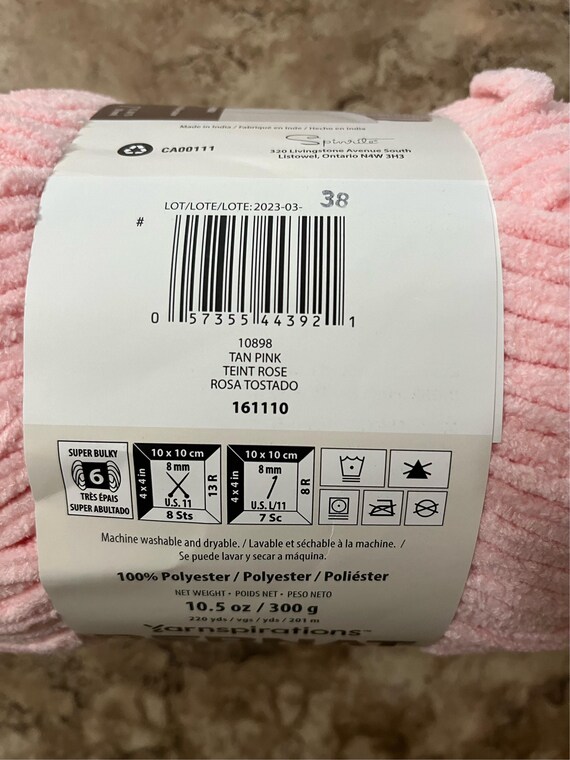 Made in India / Fabriqué en Inde / Hecho en India
CA00111
Spinrite
320 Livingstone Avenue South
Listowel, Ontario N4W 3H3
LOT/LOTE/LOTE: 2023-03- 38
#
0 57355 44392 1
10898
TAN PINK
TEINT ROSE
ROSA TOSTADO
161110
SUPER BULKY
6
TRÈS ÉPAIS
SUPER ABULTADO
10 x 10 cm
4 x 4 in
8 mm
U.S. 11
13 R
8 Sts
10 x 10 cm
4 x 4 in
8 mm
U.S. L/11
8 R
7 Sc
Machine washable and dryable. / Lavable et séchable à la machine. /
Se puede lavar y secar a máquina.
100% Polyester / Polyester / Poliéster
NET WEIGHT • POIDS NET • PESO NETO
10.5 oz / 300 g
220 yds / vgs / yds / 201 m
Yarnspirations™